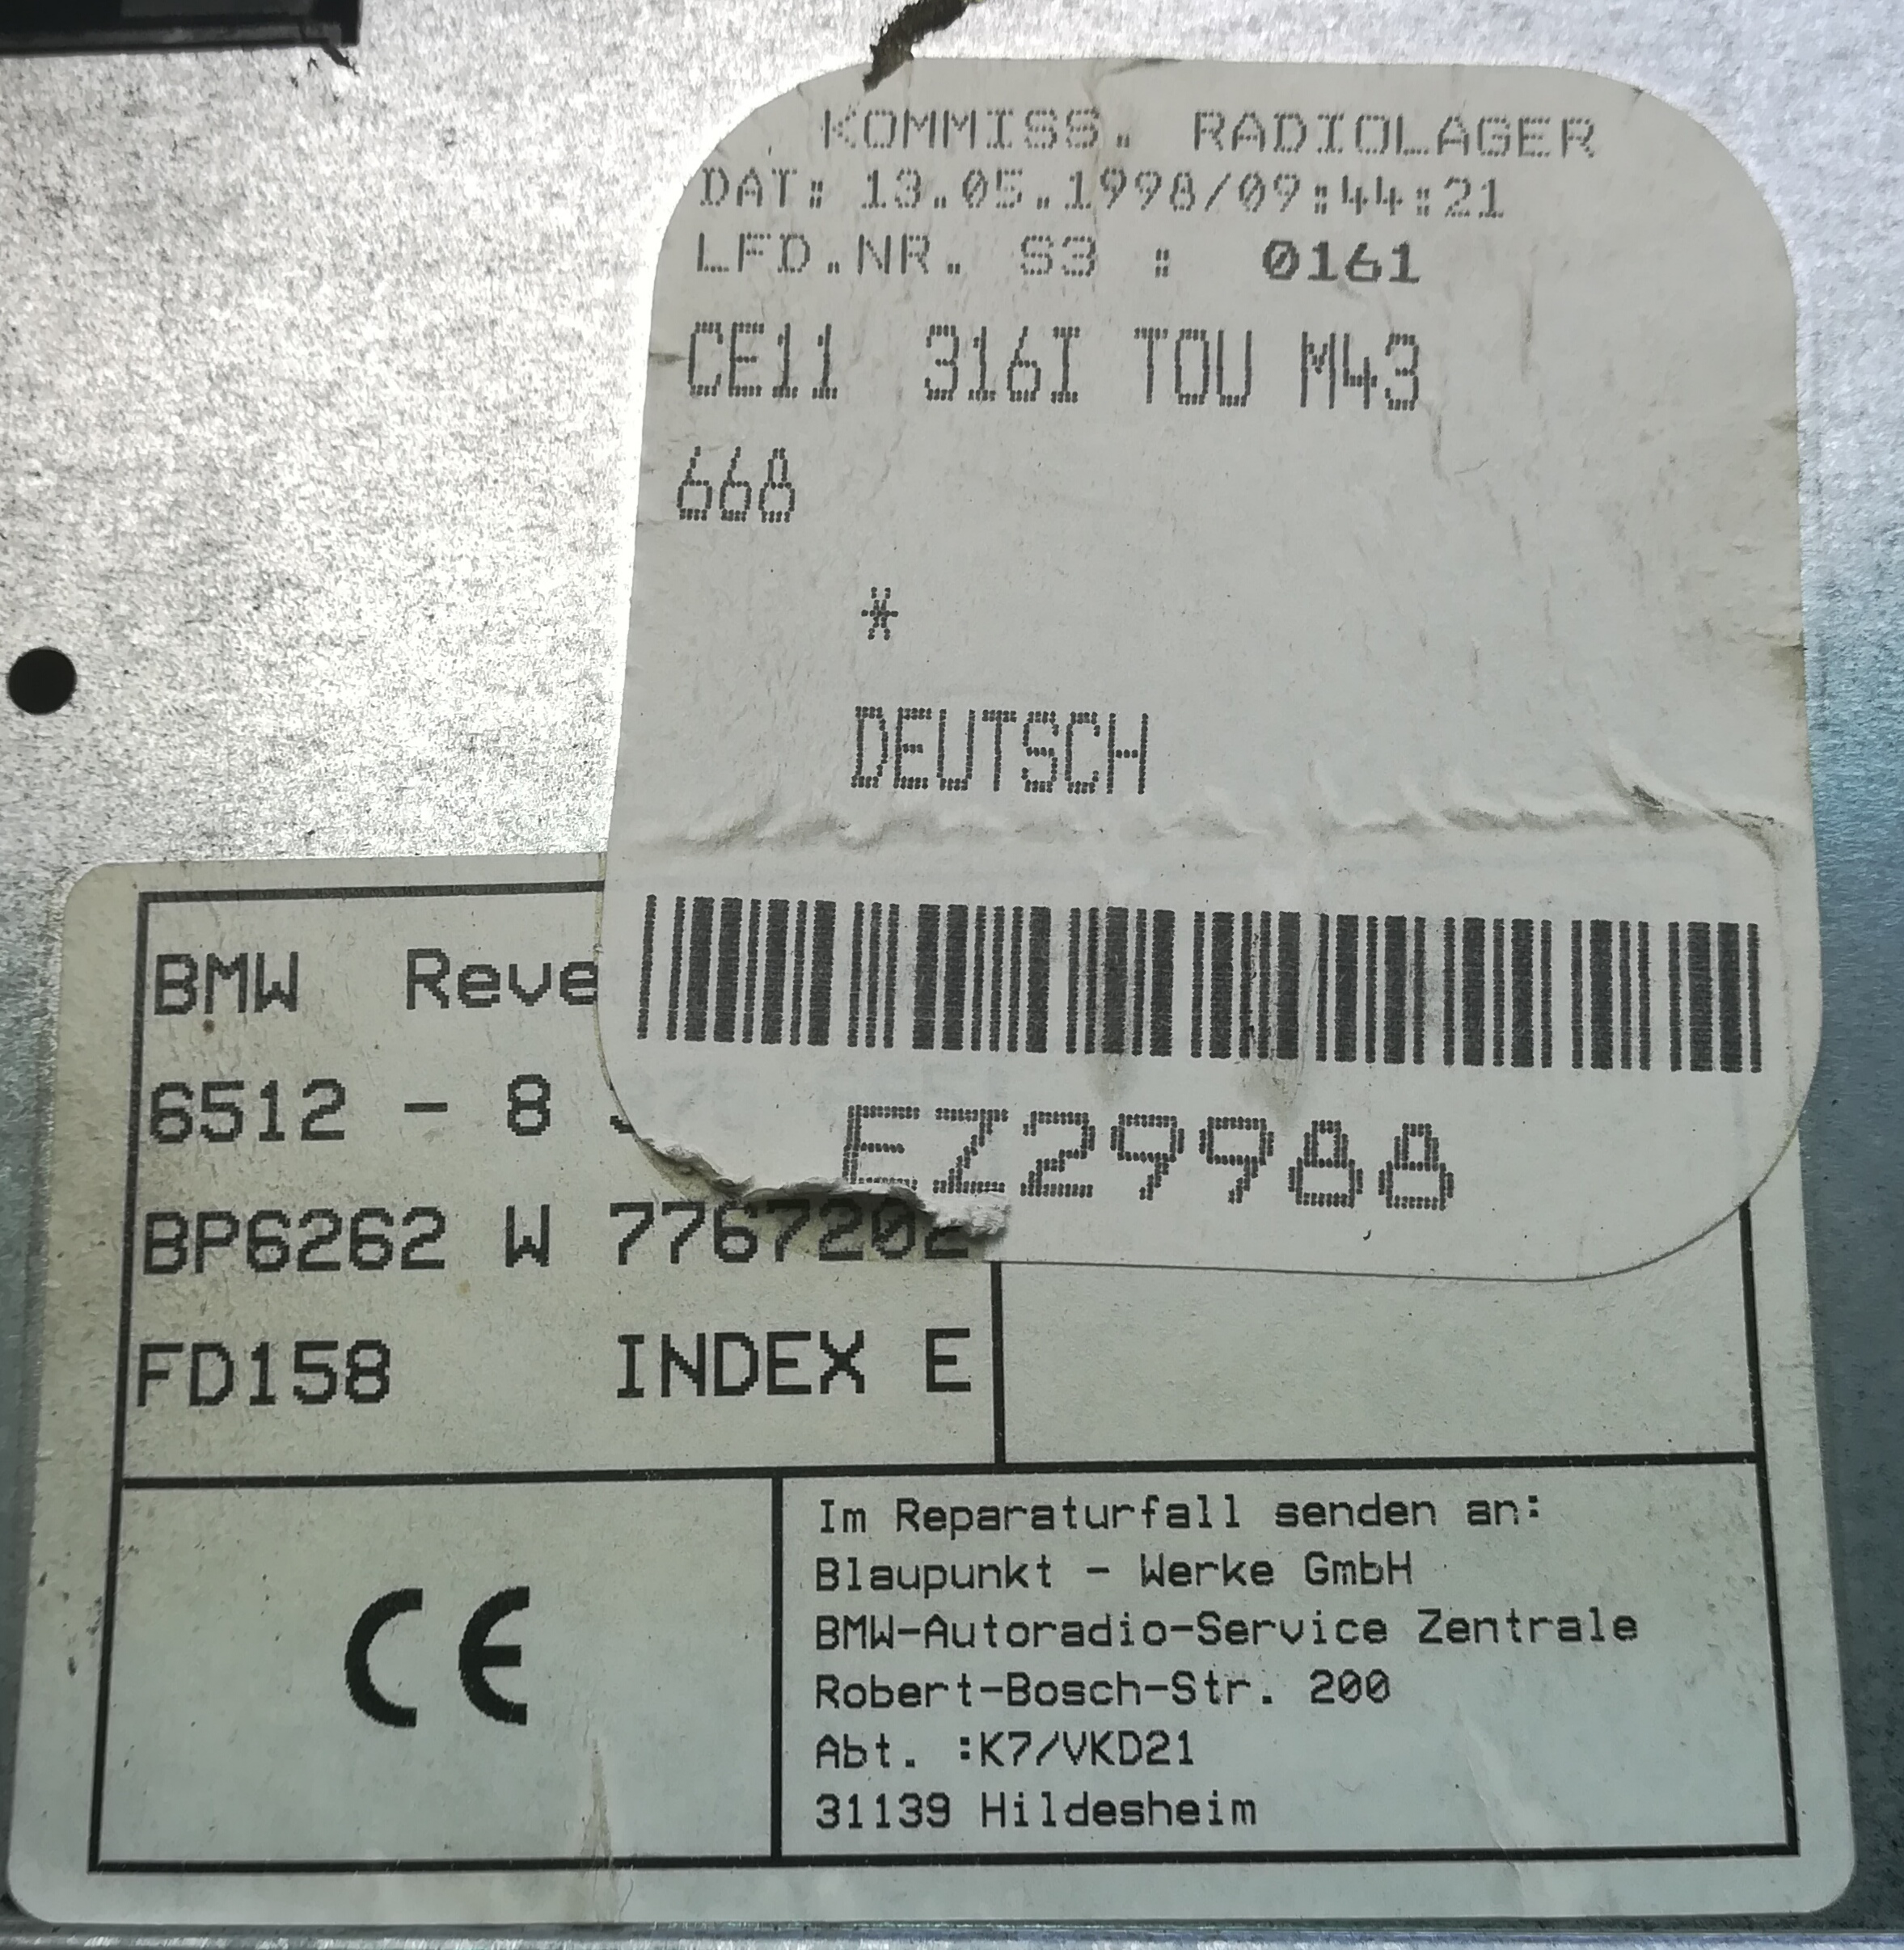 KOMMISS. RADIOLAGER
DAT: 13.05.1998/09:44:21
LFD.NR. S3 : 0161
CE11 316I TOU M43
668
*
DEUTSCH
EZ29988
BMW Reve
6512 - 8
BP6262 W 7767202
FD158 INDEX E
CE
Im Reparaturfall senden an:
Blaupunkt - Werke GmbH
BMW-Autoradio-Service Zentrale
Robert-Bosch-Str. 200
Abt. :K7/VKD21
31139 Hildesheim